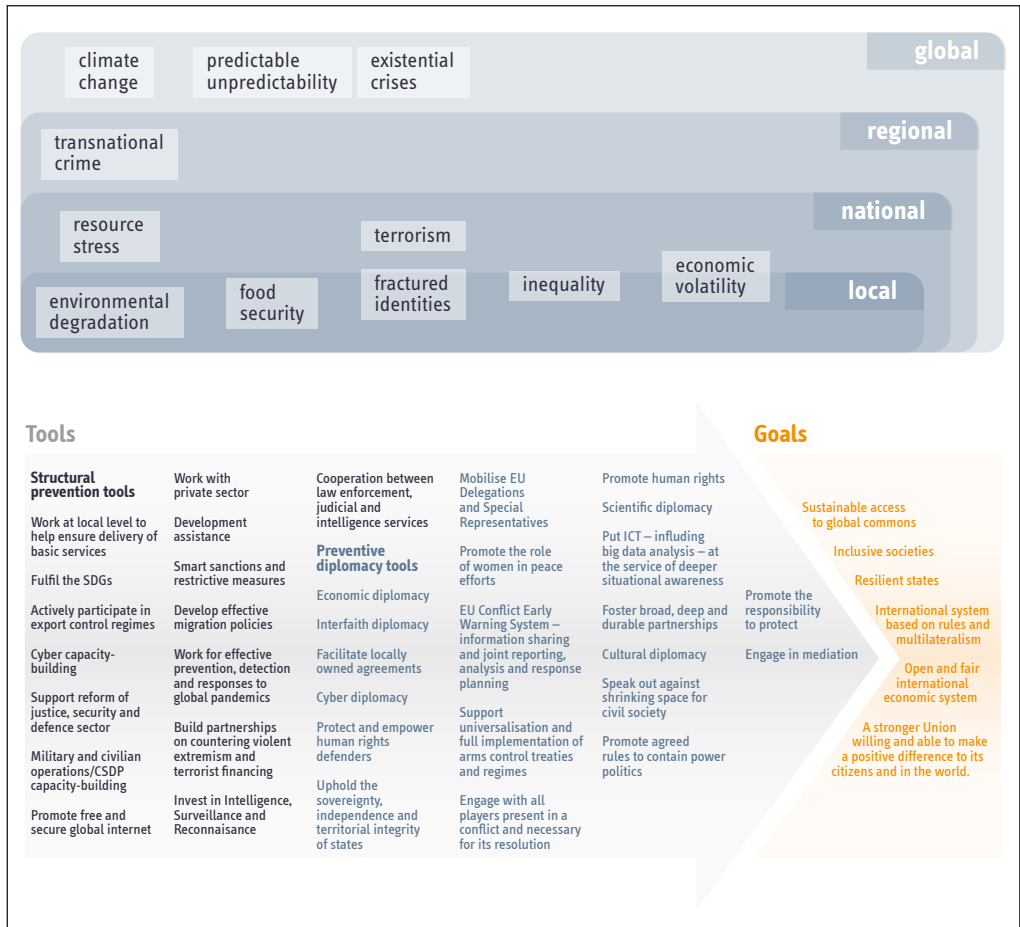 climate
change
predictable
unpredictability
existential
crises
global
transnational
crime
regional
resource
stress
terrorism
national
environmental
degradation
food
security
fractured
identities
inequality
economic
volatility
local
Tools
Structural
prevention tools
Work at local level to
help ensure delivery of
basic services
Fulfil the SDGs
Actively participate in
export control regimes
Cyber capacity-
building
Support reform of
justice, security and
defence sector
Military and civilian
operations/CSDP
capacity-building
Promote free and
secure global internet
Work with
private sector
Development
assistance
Smart sanctions and
restrictive measures
Develop effective
migration policies
Work for effective
prevention, detection
and responses to
global pandemics
Build partnerships
on countering violent
extremism and
terrorist financing
Invest in Intelligence,
Surveillance and
Reconnaisance
Cooperation between
law enforcement,
judicial and
intelligence services
Preventive
diplomacy tools
Economic diplomacy
Interfaith diplomacy
Facilitate locally
owned agreements
Cyber diplomacy
Protect and empower
human rights
defenders
Uphold the
sovereignty,
independence and
territorial integrity
of states
Mobilise EU
Delegations
and Special
Representatives
Promote the role
of women in peace
efforts
EU Conflict Early
Warning System –
information sharing
and joint reporting,
analysis and response
planning
Support
universalisation and
full implementation of
arms control treaties
and regimes
Engage with all
players present in a
conflict and necessary
for its resolution
Promote human rights
Scientific diplomacy
Put ICT – influding
big data analysis – at
the service of deeper
situational awareness
Foster broad, deep and
durable partnerships
Cultural diplomacy
Speak out against
shrinking space for
civil society
Promote agreed
rules to contain power
politics
Promote the
responsibility
to protect
Engage in mediation
Goals
Sustainable access
to global commons
Inclusive societies
Resilient states
International system
based on rules and
multilateralism
Open and fair
international
economic system
A stronger Union
willing and able to make
a positive difference to its
citizens and in the world.